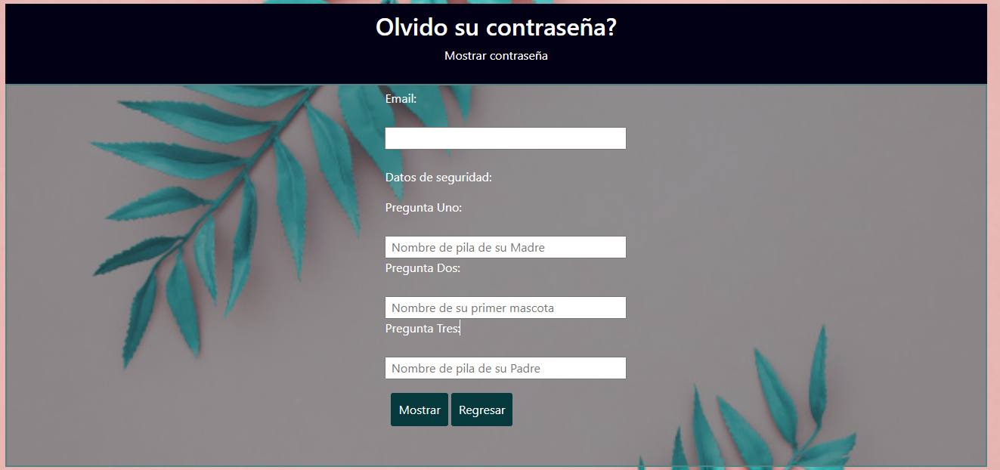 Olvido su contraseña?
Mostrar contraseña
Email:
Datos de seguridad:
Pregunta Uno:
Nombre de pila de su Madre
Pregunta Dos:
Nombre de su primer mascota
Pregunta Tres:
Nombre de pila de su Padre
Mostrar Regresar